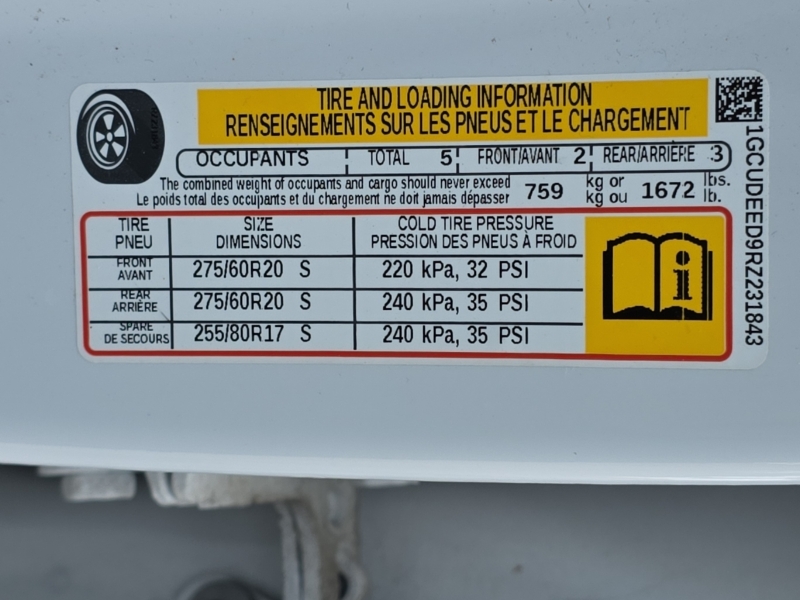 TIRE AND LOADING INFORMATION
RENSEIGNEMENTS SUR LES PNEUS ET LE CHARGEMENT
OCCUPANTS TOTAL 5 FRONT/AVANT 2 REAR/ARRIÈRE 3
The combined weight of occupants and cargo should never exceed 759 kg or 1672 lbs.
Le poids total des occupants et du chargement ne doit jamais dépasser kg ou lb.
TIRE SIZE COLD TIRE PRESSURE
PNEU DIMENSIONS PRESSION DES PNEUS À FROID
FRONT
AVANT 275/60R20 S 220 kPa, 32 PSI
REAR
ARRIÈRE 275/60R20 S 240 kPa, 35 PSI
SPARE
DE SECOURS 255/80R17 S 240 kPa, 35 PSI
1GCUDEED9RZ231843